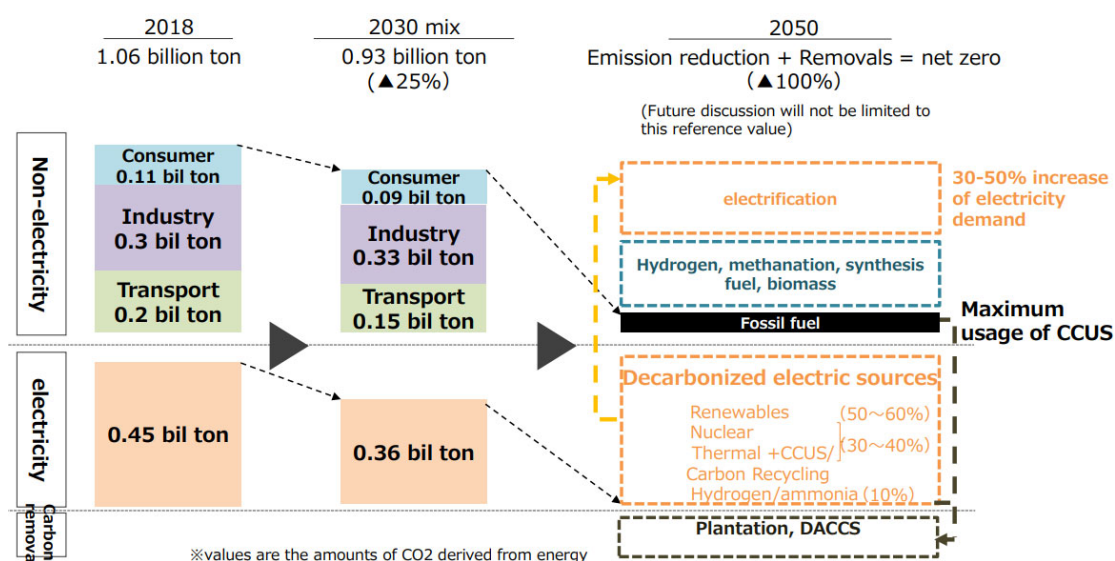 2018
1.06 billion ton
2030 mix
0.93 billion ton
(▲25%)
2050
Emission reduction + Removals = net zero
(▲100%)
(Future discussion will not be limited to
this reference value)
Non-electricity
Consumer
0.11 bil ton
Industry
0.3 bil ton
Transport
0.2 bil ton
Consumer
0.09 bil ton
Industry
0.33 bil ton
Transport
0.15 bil ton
electrification
30-50% increase
of electricity
demand
Hydrogen, methanation, synthesis
fuel, biomass
Fossil fuel
Maximum
usage of CCUS
electricity
0.45 bil ton
0.36 bil ton
Decarbonized electric sources
Renewables (50～60%)
Nuclear
Thermal +CCUS/ (30～40%)
Carbon Recycling
Hydrogen/ammonia (10%)
Carbon
removal
Plantation, DACCS
※values are the amounts of CO2 derived from energy